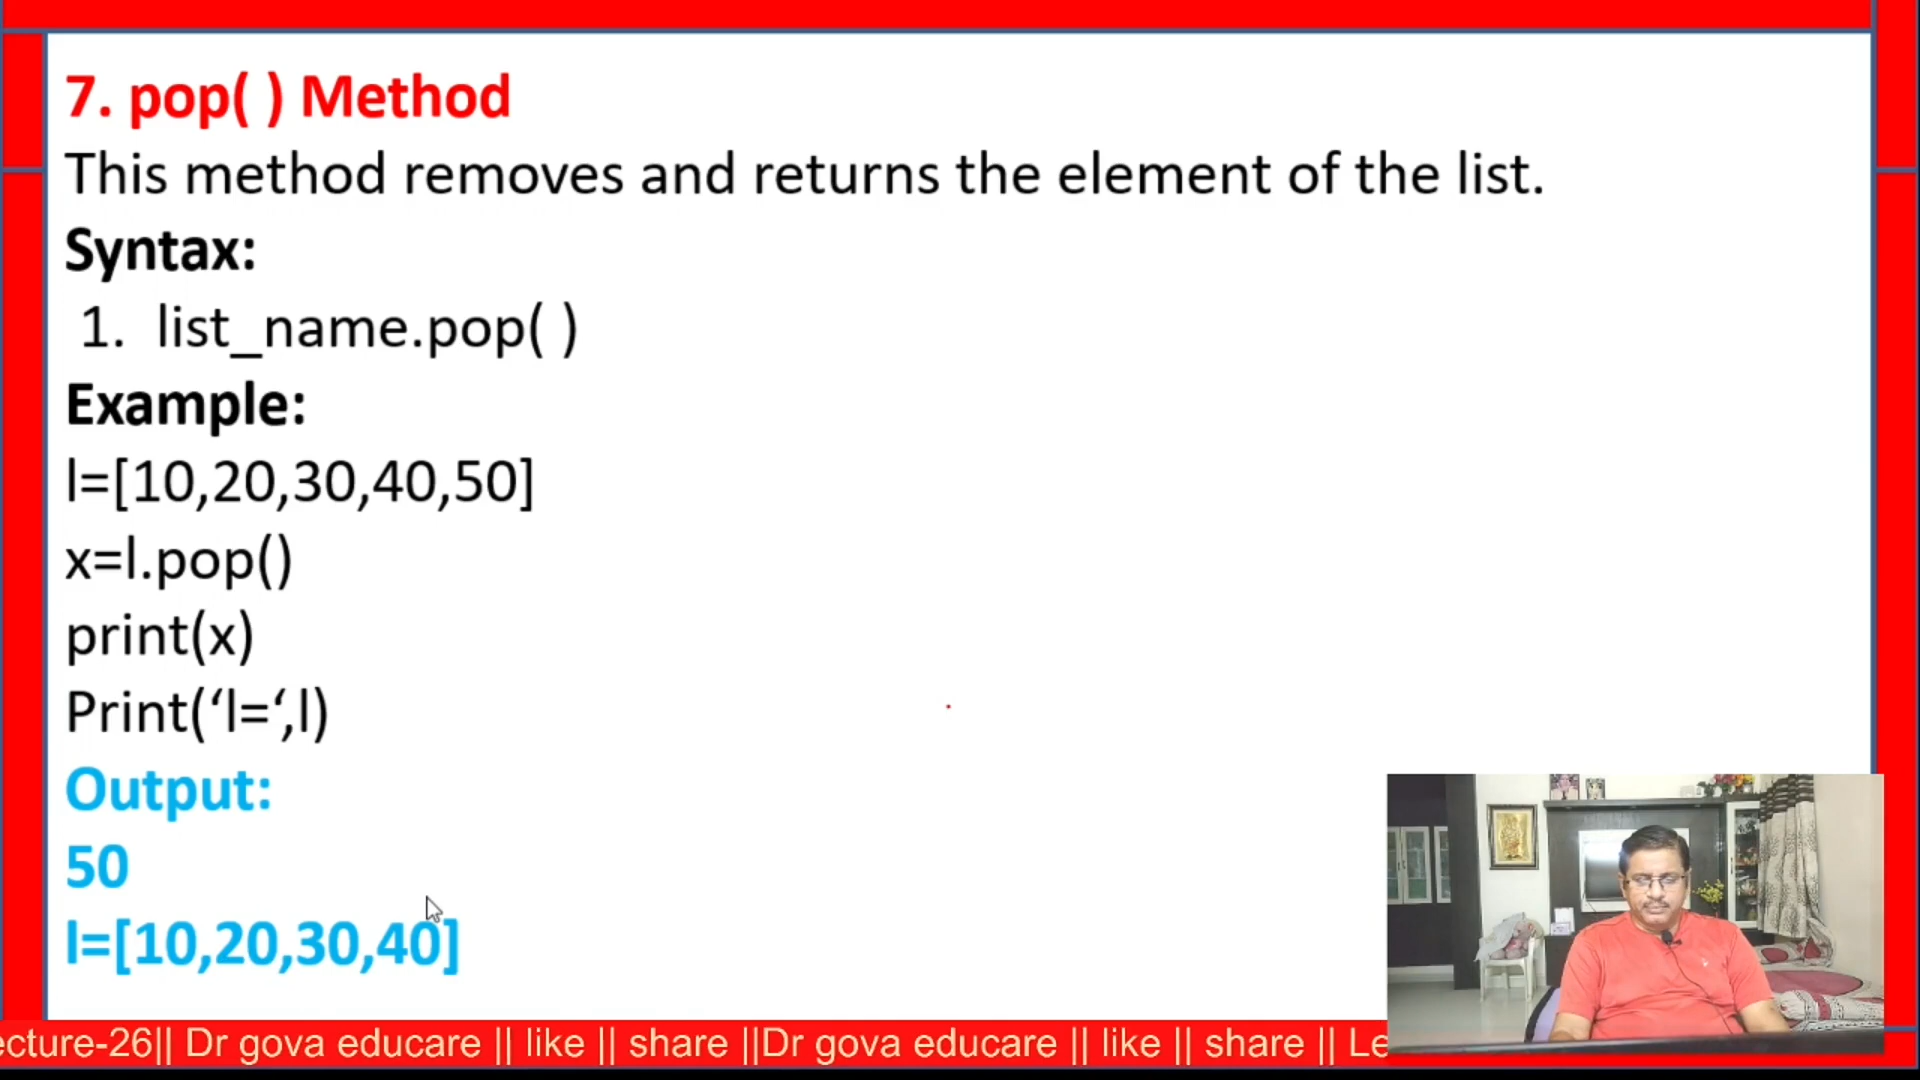 7. pop( ) Method
This method removes and returns the element of the list.
Syntax:
1. list_name.pop( )
Example:
l=[10,20,30,40,50]
x=l.pop()
print(x)
Print(‘l=‘,l)
Output:
50
l=[10,20,30,40]
ecture-26|| Dr gova educare || like || share ||Dr gova educare || like || share || Le